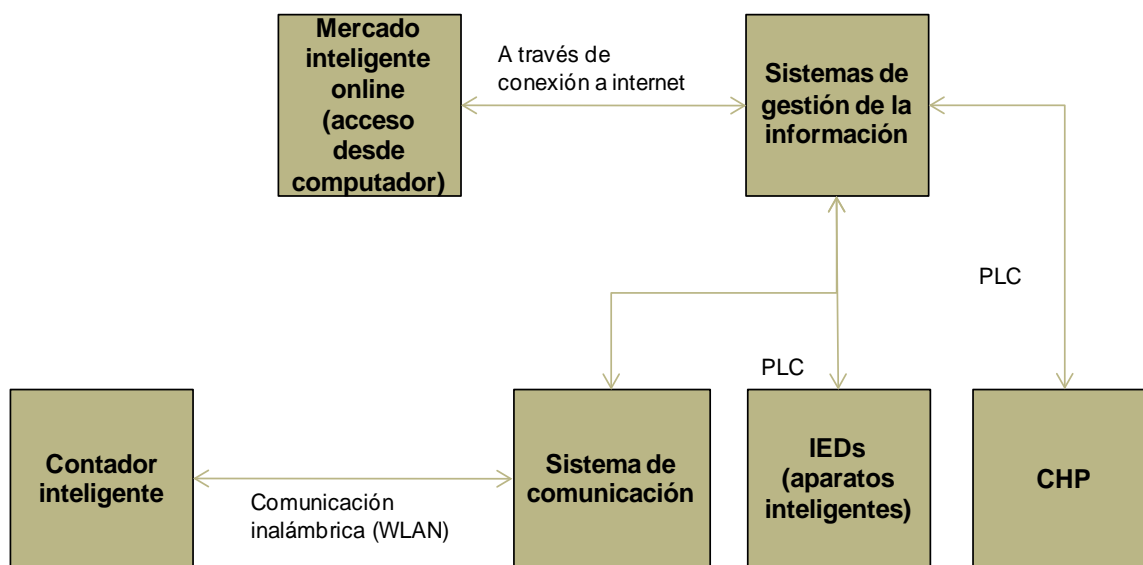 Mercado
inteligente
online
(acceso
desde
computador)
A través de
conexión a internet
Sistemas de
gestión de la
información
PLC
PLC
Contador
inteligente
Comunicación
inalámbrica (WLAN)
Sistema de
comunicación
IEDs
(aparatos
inteligentes)
CHP